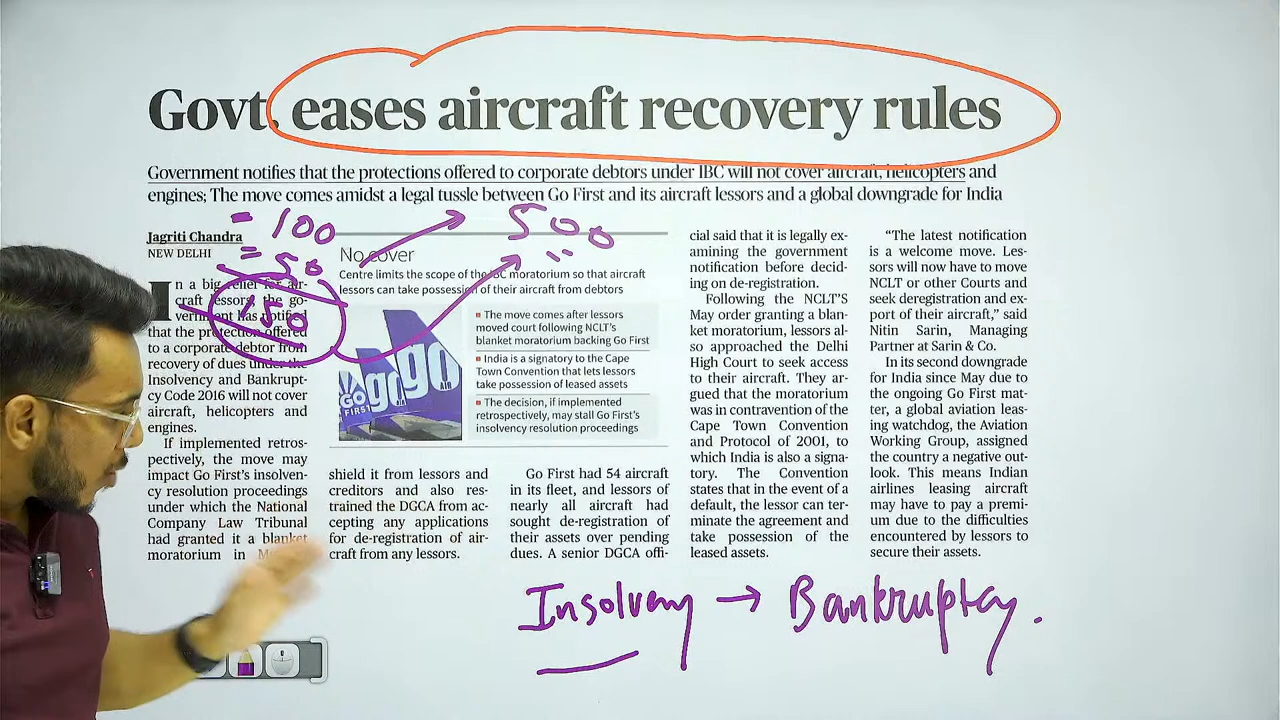 Govt. eases aircraft recovery rules
Government notifies that the protections offered to corporate debtors under IBC will not cover aircraft, helicopters and
engines; The move comes amidst a legal tussle between Go First and its aircraft lessors and a global downgrade for India
= 100
= 50
150
500
Jagriti Chandra
NEW DELHI
In a big relief for air-
craft lessors, the go-
vernment has notified
that the protection offered
to a corporate debtor from
recovery of dues under the
Insolvency and Bankrupt-
cy Code 2016 will not cover
aircraft, helicopters and
engines.
If implemented retros-
pectively, the move may
impact Go First's insolven-
cy resolution proceedings
under which the National
Company Law Tribunal
had granted it a blanket
moratorium in
No cover
Centre limits the scope of the IBC moratorium so that aircraft
lessors can take possession of their aircraft from debtors
GO
FIRST
go
AIR
go
AIR
The move comes after lessors
moved court following NCLT's
blanket moratorium backing Go First
India is a signatory to the Cape
Town Convention that lets lessors
take possession of leased assets
The decision, if implemented
retrospectively, may stall Go First's
insolvency resolution proceedings
shield it from lessors and
creditors and also res-
trained the DGCA from ac-
cepting any applications
for de-registration of air-
craft from any lessors.
Go First had 54 aircraft
in its fleet, and lessors of
nearly all aircraft had
sought de-registration of
their assets over pending
dues. A senior DGCA offi-
cial said that it is legally ex-
amining the government
notification before decid-
ing on de-registration.
Following the NCLT'S
May order granting a blan-
ket moratorium, lessors al-
so approached the Delhi
High Court to seek access
to their aircraft. They ar-
gued that the moratorium
was in contravention of the
Cape Town Convention
and Protocol of 2001, to
which India is also a signa-
tory. The Convention
states that in the event of a
default, the lessor can ter-
minate the agreement and
take possession of the
leased assets.
"The latest notification
is a welcome move. Les-
sors will now have to move
NCLT or other Courts and
seek deregistration and ex-
port of their aircraft," said
Nitin Sarin, Managing
Partner at Sarin & Co.
In its second downgrade
for India since May due to
the ongoing Go First mat-
ter, a global aviation leas-
ing watchdog, the Aviation
Working Group, assigned
the country a negative out-
look. This means Indian
airlines leasing aircraft
may have to pay a premi-
um due to the difficulties
encountered by lessors to
secure their assets.
Insolveny → Bankruptcy.